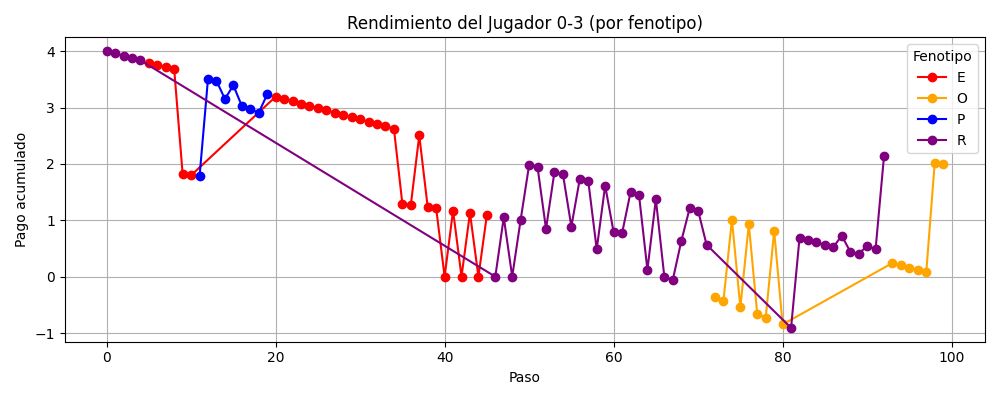 Rendimiento del Jugador 0-3 (por fenotipo)
Pago acumulado
4
3
2
1
0
−1
Fenotipo
E
O
P
R
0 20 40 60 80 100
Paso